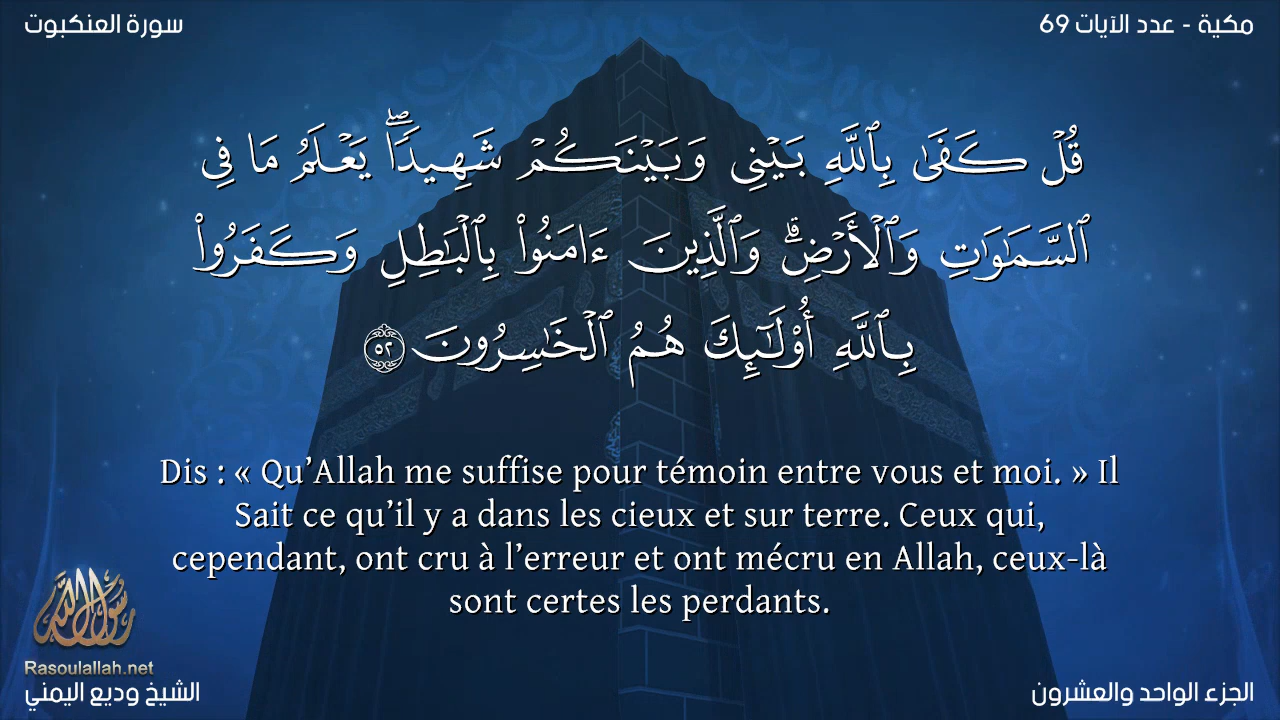 مكية - عدد الآيات 69
سورة العنكبوت
قُلۡ كَفَىٰ بِٱللَّهِ بَيۡنِي وَبَيۡنَكُمۡ شَهِيدٗاۖ يَعۡلَمُ مَا فِي
ٱلسَّمَٰوَٰتِ وَٱلۡأَرۡضِۗ وَٱلَّذِينَ ءَامَنُواْ بِٱلۡبَٰطِلِ وَكَفَرُواْ
بِٱللَّهِ أُوْلَٰٓئِكَ هُمُ ٱلۡخَٰسِرُونَ ٥٢
Dis : « Qu’Allah me suffise pour témoin entre vous et moi. » Il
Sait ce qu’il y a dans les cieux et sur terre. Ceux qui,
cependant, ont cru à l’erreur et ont mécru en Allah, ceux-là
sont certes les perdants.
رسول الله
Rasoulallah.net
الجزء الواحد والعشرون
الشيخ وديع اليمني